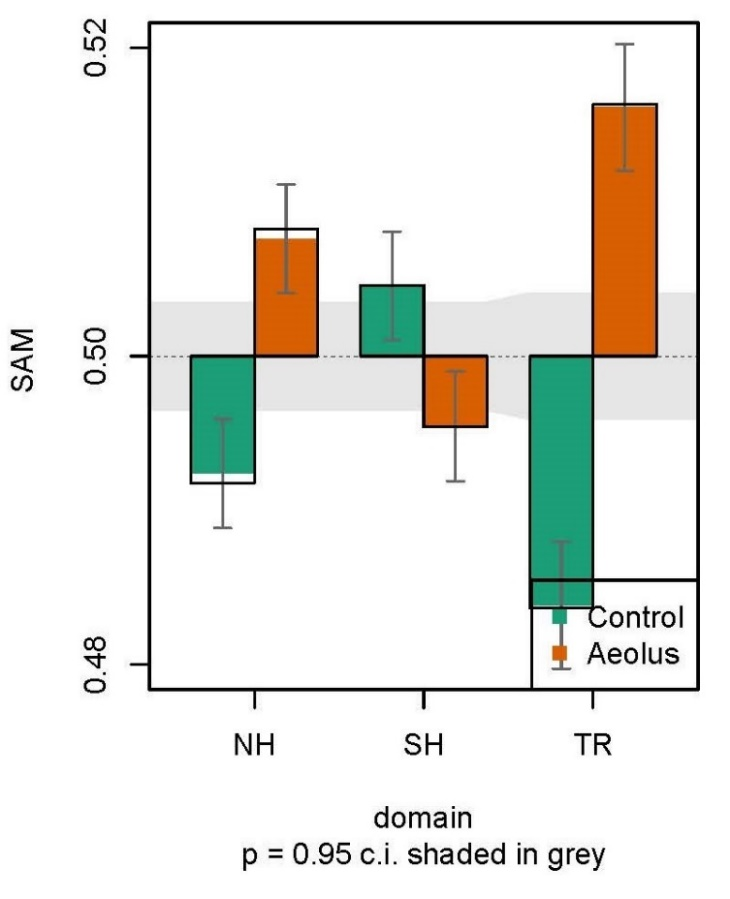 0.52
0.50
0.48
SAM
Control
Aeolus
NH SH TR
domain
p = 0.95 c.i. shaded in grey